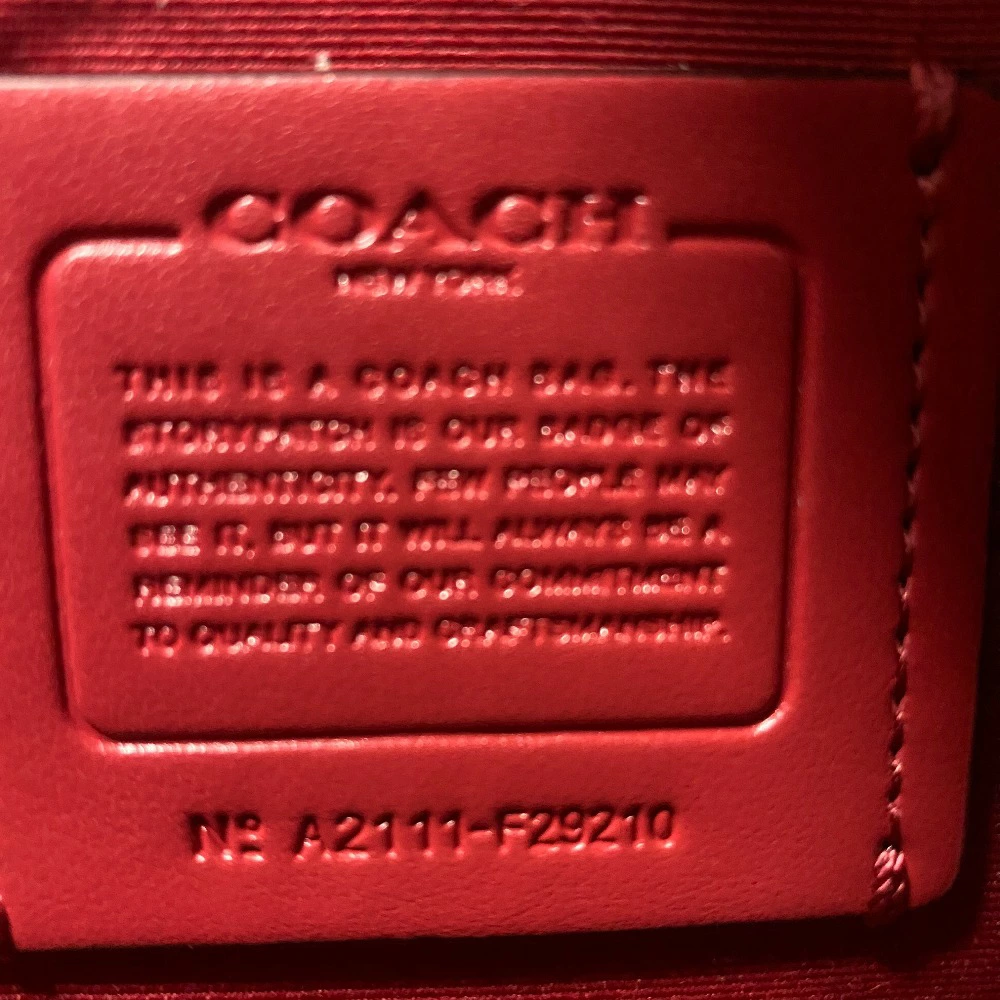 COACH
NEW YORK
THIS IS A COACH BAG. THE
STORYPATCH IS OUR BADGE OF
AUTHENTICITY. FEW PEOPLE MAY
SEE IT, BUT IT WILL ALWAYS BE A
REMINDER OF OUR COMMITMENT
TO QUALITY AND CRAFTSMANSHIP.
Nº A2111-F29210